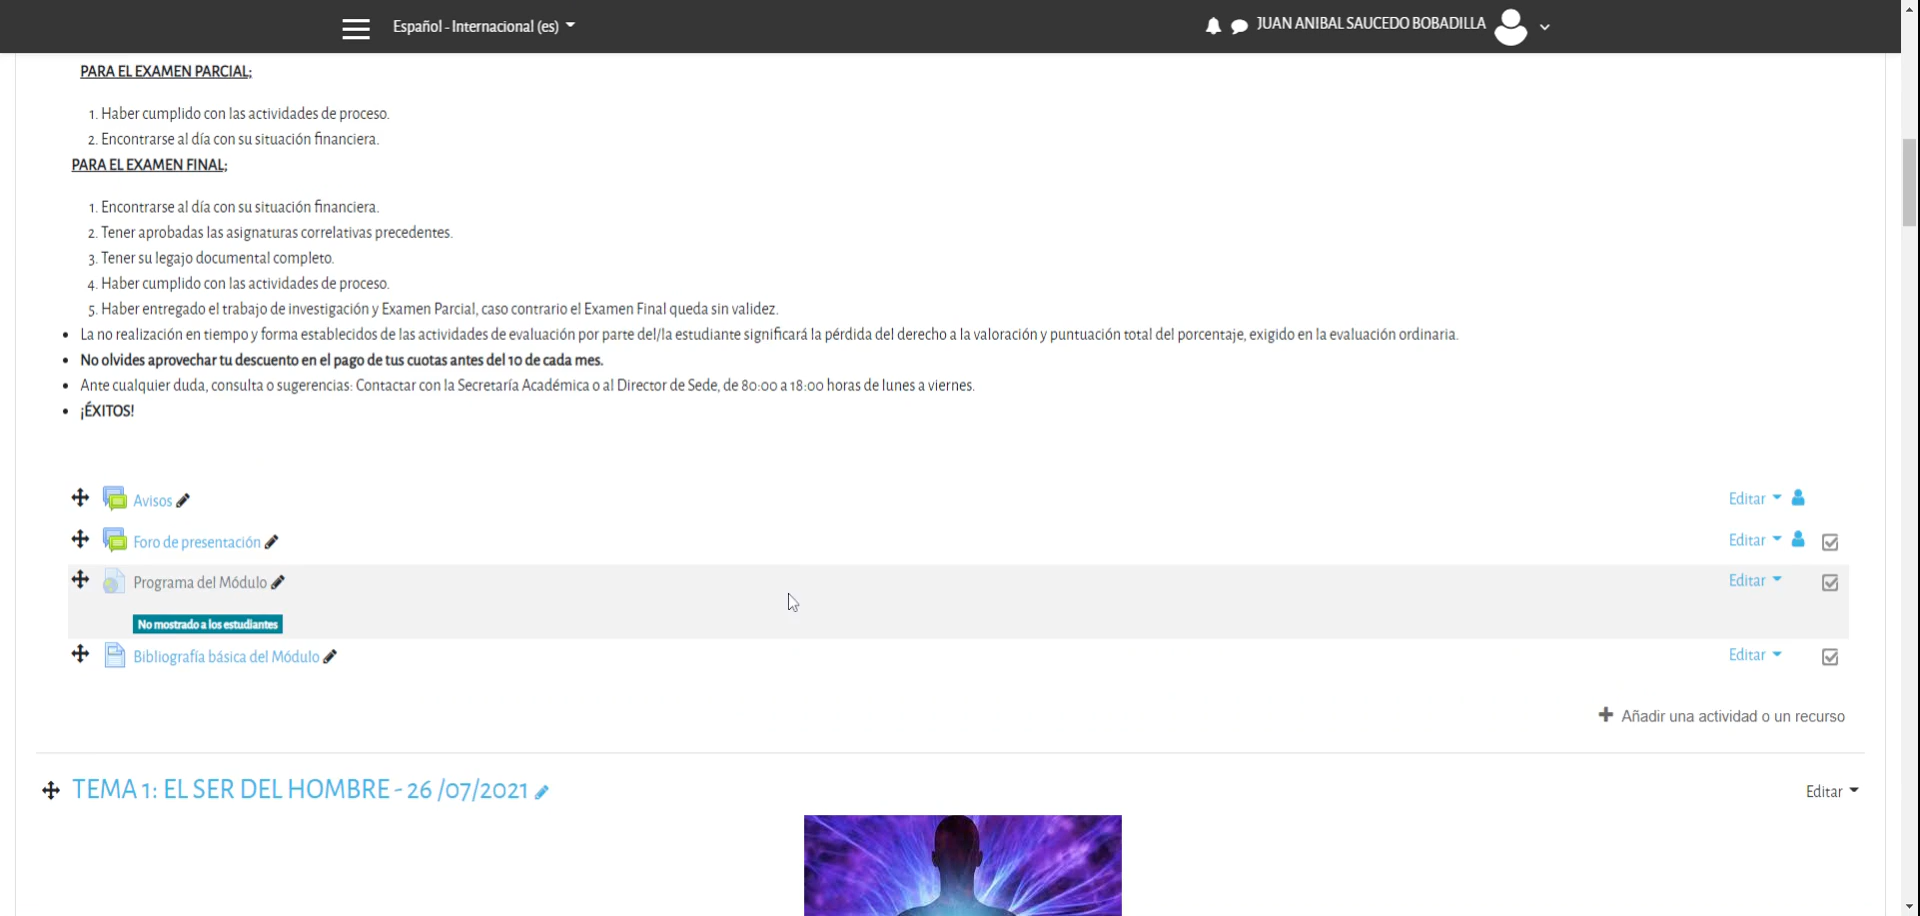 Español - Internacional (es)
JUAN ANIBAL SAUCEDO BOBADILLA
PARA EL EXAMEN PARCIAL;
1. Haber cumplido con las actividades de proceso.
2. Encontrarse al día con su situación financiera.
PARA EL EXAMEN FINAL;
1. Encontrarse al día con su situación financiera.
2. Tener aprobadas las asignaturas correlativas precedentes.
3. Tener su legajo documental completo.
4. Haber cumplido con las actividades de proceso.
5. Haber entregado el trabajo de investigación y Examen Parcial, caso contrario el Examen Final queda sin validez.
• La no realización en tiempo y forma establecidos de las actividades de evaluación por parte del/la estudiante significará la pérdida del derecho a la valoración y puntuación total del porcentaje, exigido en la evaluación ordinaria.
• No olvides aprovechar tu descuento en el pago de tus cuotas antes del 10 de cada mes.
• Ante cualquier duda, consulta o sugerencias: Contactar con la Secretaría Académica o al Director de Sede, de 80:00 a 18:00 horas de lunes a viernes.
• ¡ÉXITOS!
Avisos Editar
Foro de presentación Editar
Programa del Módulo Editar
No mostrado a los estudiantes
Bibliografía básica del Módulo Editar
Añadir una actividad o un recurso
TEMA 1: EL SER DEL HOMBRE - 26 /07/2021 Editar